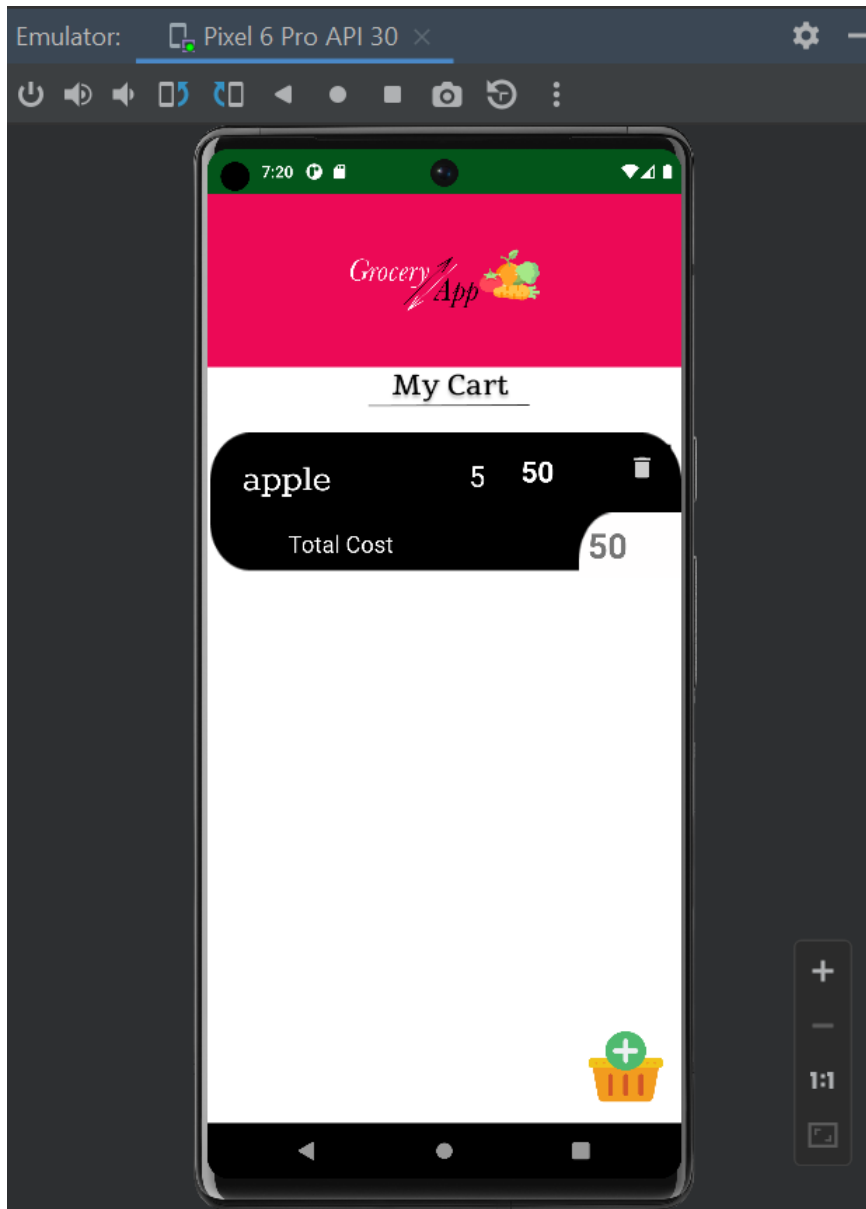 Emulator: Pixel 6 Pro API 30
7:20
Grocery
App
My Cart
apple 5 50
Total Cost 50
1:1